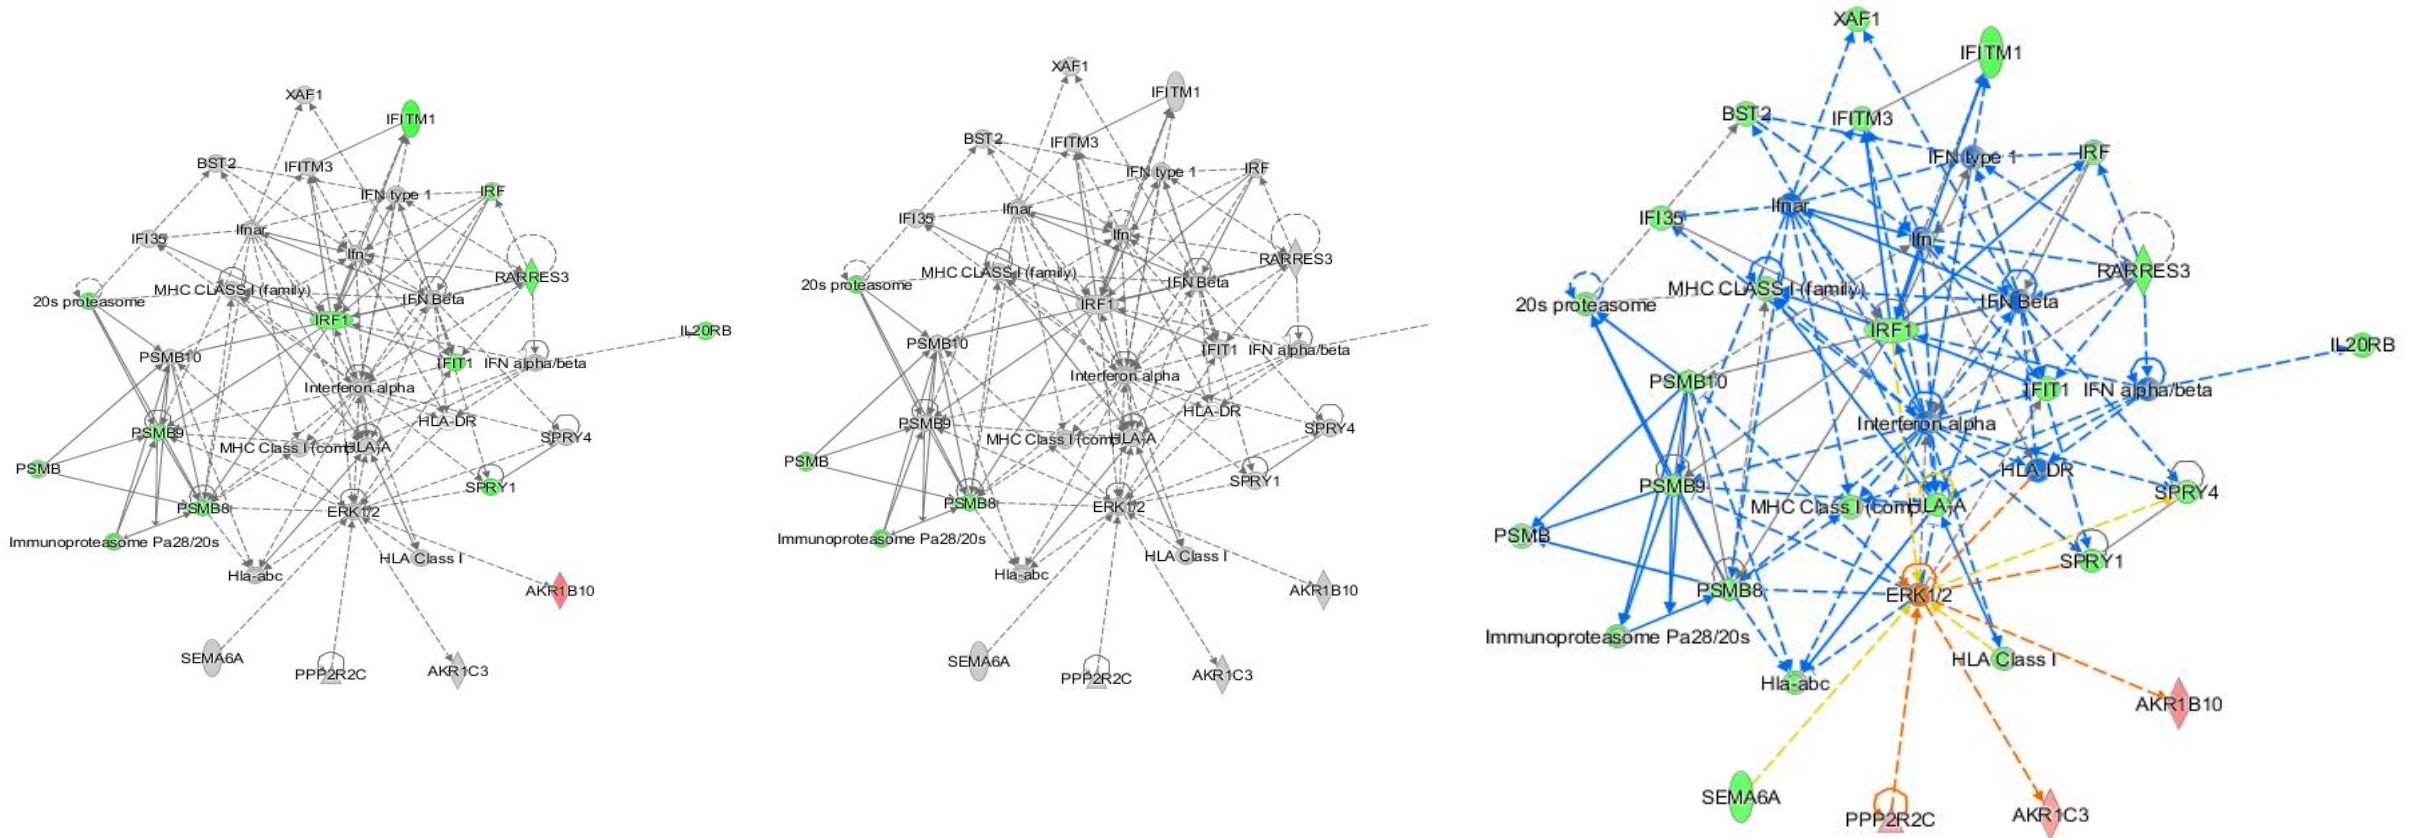 XAF1
IFITM1
BST2
IFITM3
IFN type 1
IRF
Ifnar
IFI35
Ifn
RARRES3
MHC CLASS I (family)
20s proteasome
IFN Beta
IRF1
IL20RB
PSMB10
IFIT1
IFN alpha/beta
Interferon alpha
HLA-DR
PSMB9
SPRY4
MHC Class I (com
HLA-A
PSMB
SPRY1
PSMB8
ERK1/2
Immunoproteasome Pa28/20s
HLA Class I
Hla-abc
AKR1B10
SEMA6A
PPP2R2C
AKR1C3
XAF1
IFITM1
BST2
IFITM3
IFN type 1
IRF
Ifnar
IFI35
Ifn
RARRES3
MHC CLASS I (family)
20s proteasome
IFN Beta
IRF1
PSMB10
IFIT1
IFN alpha/beta
Interferon alpha
HLA-DR
PSMB9
SPRY4
MHC Class I (com
HLA-A
PSMB
SPRY1
PSMB8
ERK1/2
Immunoproteasome Pa28/20s
HLA Class I
Hla-abc
AKR1B10
SEMA6A
PPP2R2C
AKR1C3
XAF1
IFITM1
BST2
IFITM3
IFN type 1
IRF
Ifnar
IFI35
Ifn
RARRES3
MHC CLASS I (family)
20s proteasome
IFN Beta
IRF1
IL20RB
PSMB10
IFIT1
IFN alpha/beta
Interferon alpha
HLA-DR
PSMB9
SPRY4
MHC Class I (comp
HLA-A
PSMB
SPRY1
PSMB8
ERK1/2
Immunoproteasome Pa28/20s
HLA Class I
Hla-abc
AKR1B10
SEMA6A
PPP2R2C
AKR1C3